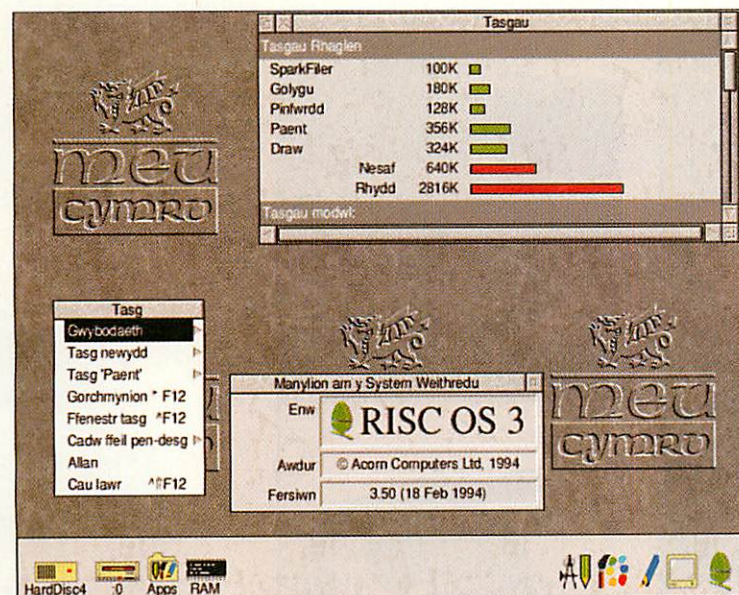 Tasgau
Tasgau Rhaglen
SparkFiler 100K
Golygu 180K
Pinfwrdd 128K
Paent 356K
Draw 324K
Nesaf 640K
Rhydd 2816K
Tasgau modwl:
meu
cymru
Tasg
Gwybodaeth
Tasg newydd
Tasg 'Paent'
Gorchmynion * F12
Ffenestr tasg ^F12
Cadw ffeil pen-desg
Allan
Cau lawr ^⇧F12
Manylion am y System Weithredu
Enw RISC OS 3
Awdur © Acorn Computers Ltd, 1994
Fersiwn 3.50 (18 Feb 1994)
meu
cymru
HardDisc4 :0 Apps RAM